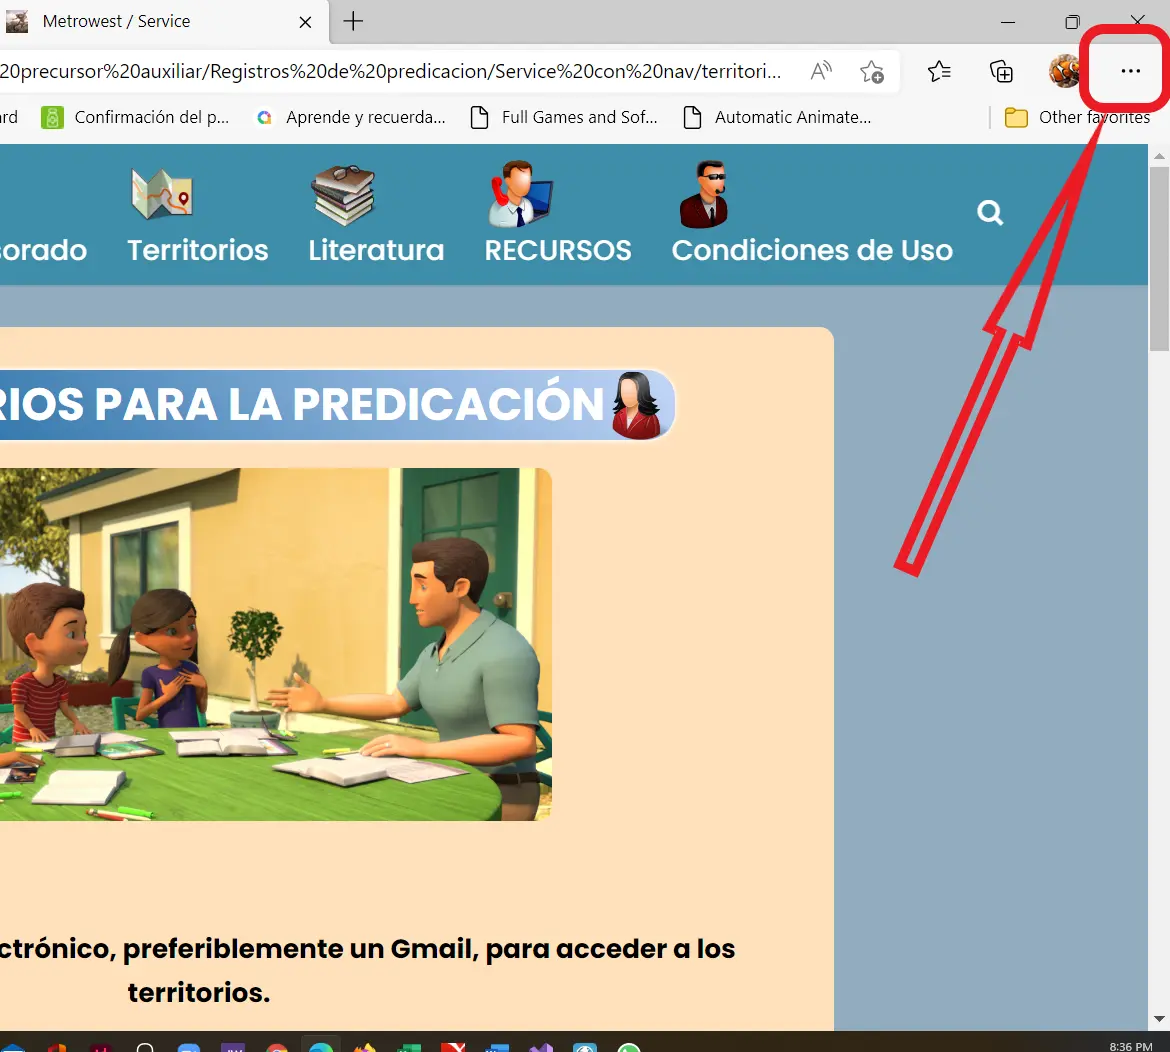 Metrowest / Service
20precursor%20auxiliar/Registros%20de%20predicacion/Service%20con%20nav/territori...
rd
Confirmación del p...
Aprende y recuerda...
Full Games and Sof...
Automatic Animate...
Other favorites
sorado
Territorios
Literatura
RECURSOS
Condiciones de Uso
RIOS PARA LA PREDICACIÓN
ctrónico, preferiblemente un Gmail, para acceder a los
territorios.
8:36 PM